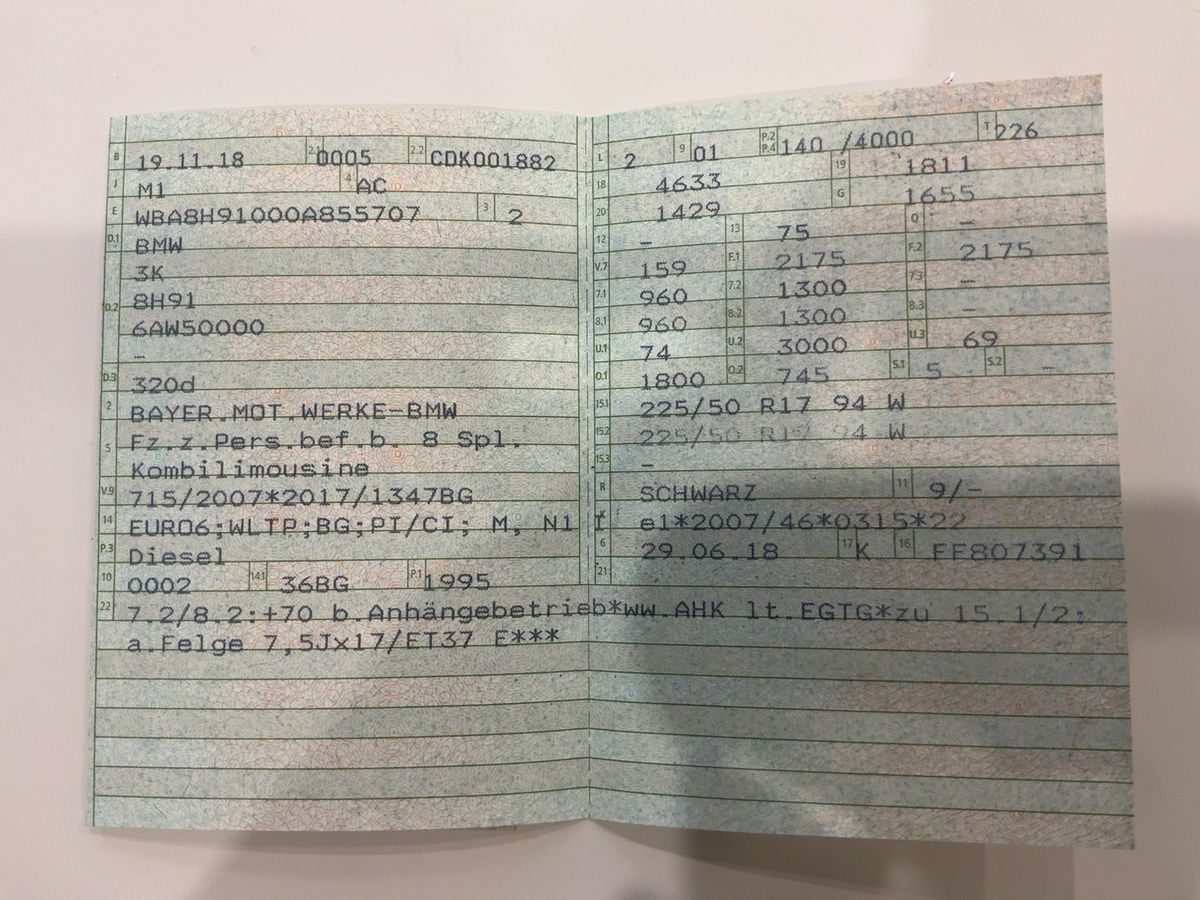 B 19.11.18 2.1 0005 2.2 CDK001882
J M1 4 AC
E WBA8H91000A855707 3 2
D.1 BMW
3K
D.2 8H91
6AW50000
–
D.3 320d
2 BAYER.MOT.WERKE-BMW
5 Fz.z.Pers.bef.b. 8 Spl.
Kombilimousine
V.9 715/2007*2017/1347BG
14 EURO6;WLTP;BG;PI/CI; M, N1 I
P.3 Diesel
10 0002 14.1 36BG P.1 1995
L 2 9 01 P.2 P.4 140 /4000 T 226
18 4633 19 1811
20 1429 G 1655
12 – 13 75 Q –
V.7 159 F.1 2175 F.2 2175
7.1 960 7.2 1300 7.3 –
8.1 960 8.2 1300 8.3 –
U.1 74 U.2 3000 U.3 69
O.1 1800 O.2 745 S.1 5 S.2 –
15.1 225/50 R17 94 W
15.2 225/50 R17 94 W
15.3 –
R SCHWARZ 11 9/-
K e1*2007/46*0315*22
6 29.06.18 17 K 16 FF807391
21
22 7.2/8.2:+70 b.Anhängebetrieb*ww.AHK lt.EGTG*zu 15.1/2:
a.Felge 7,5Jx17/ET37 E***